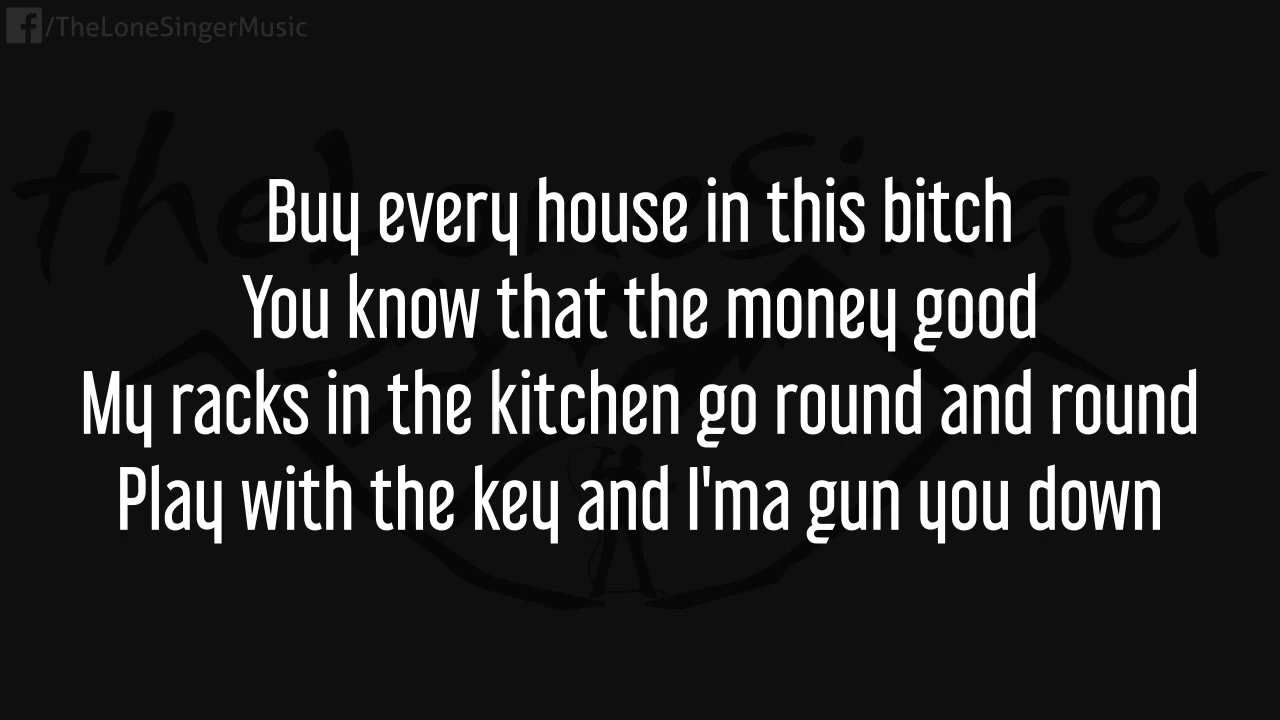 /TheLoneSingerMusic
theLoneSinger
Buy every house in this bitch
You know that the money good
My racks in the kitchen go round and round
Play with the key and I'ma gun you down